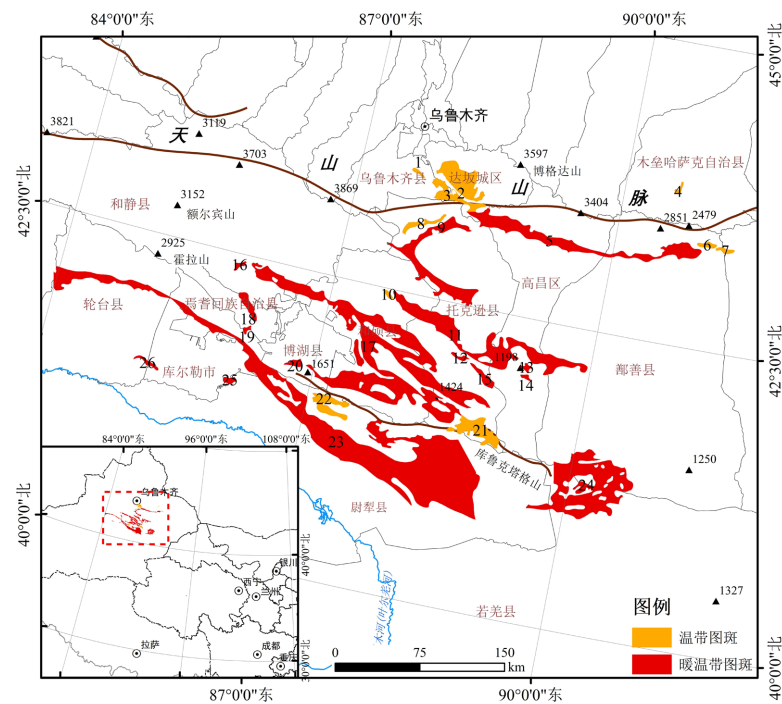 84°0'0"东
87°0'0"东
90°0'0"东
45°0'0"北
3821
3119
天
3703
山
3869
乌鲁木齐
1
乌鲁木齐县
达坂城区
3
2
3597
博格达山
山
木垒哈萨克自治县
4
脉
3404
2851
2479
42°30'0"北
和静县
3152
额尔宾山
8
9
5
6
7
2925
霍拉山
16
高昌区
轮台县
焉耆回族自治县
10
托克逊县
18
19
17
11
12
1198
13
42°30'0"北
博湖县
20
1651
15
14
鄯善县
26
库尔勒市
25
1424
22
21
23
库鲁克塔格山
24
1250
尉犁县
84°0'0"东
96°0'0"东
108°0'0"东
乌鲁木齐
40°0'0"北
40°0'0"北
银川
西宁
兰州
拉萨
成都
30°0'0"北
木河(叶尔羌河)
若羌县
1327
图例
温带图斑
暖温带图斑
0
75
150
km
40°0'0"北
87°0'0"东
90°0'0"东